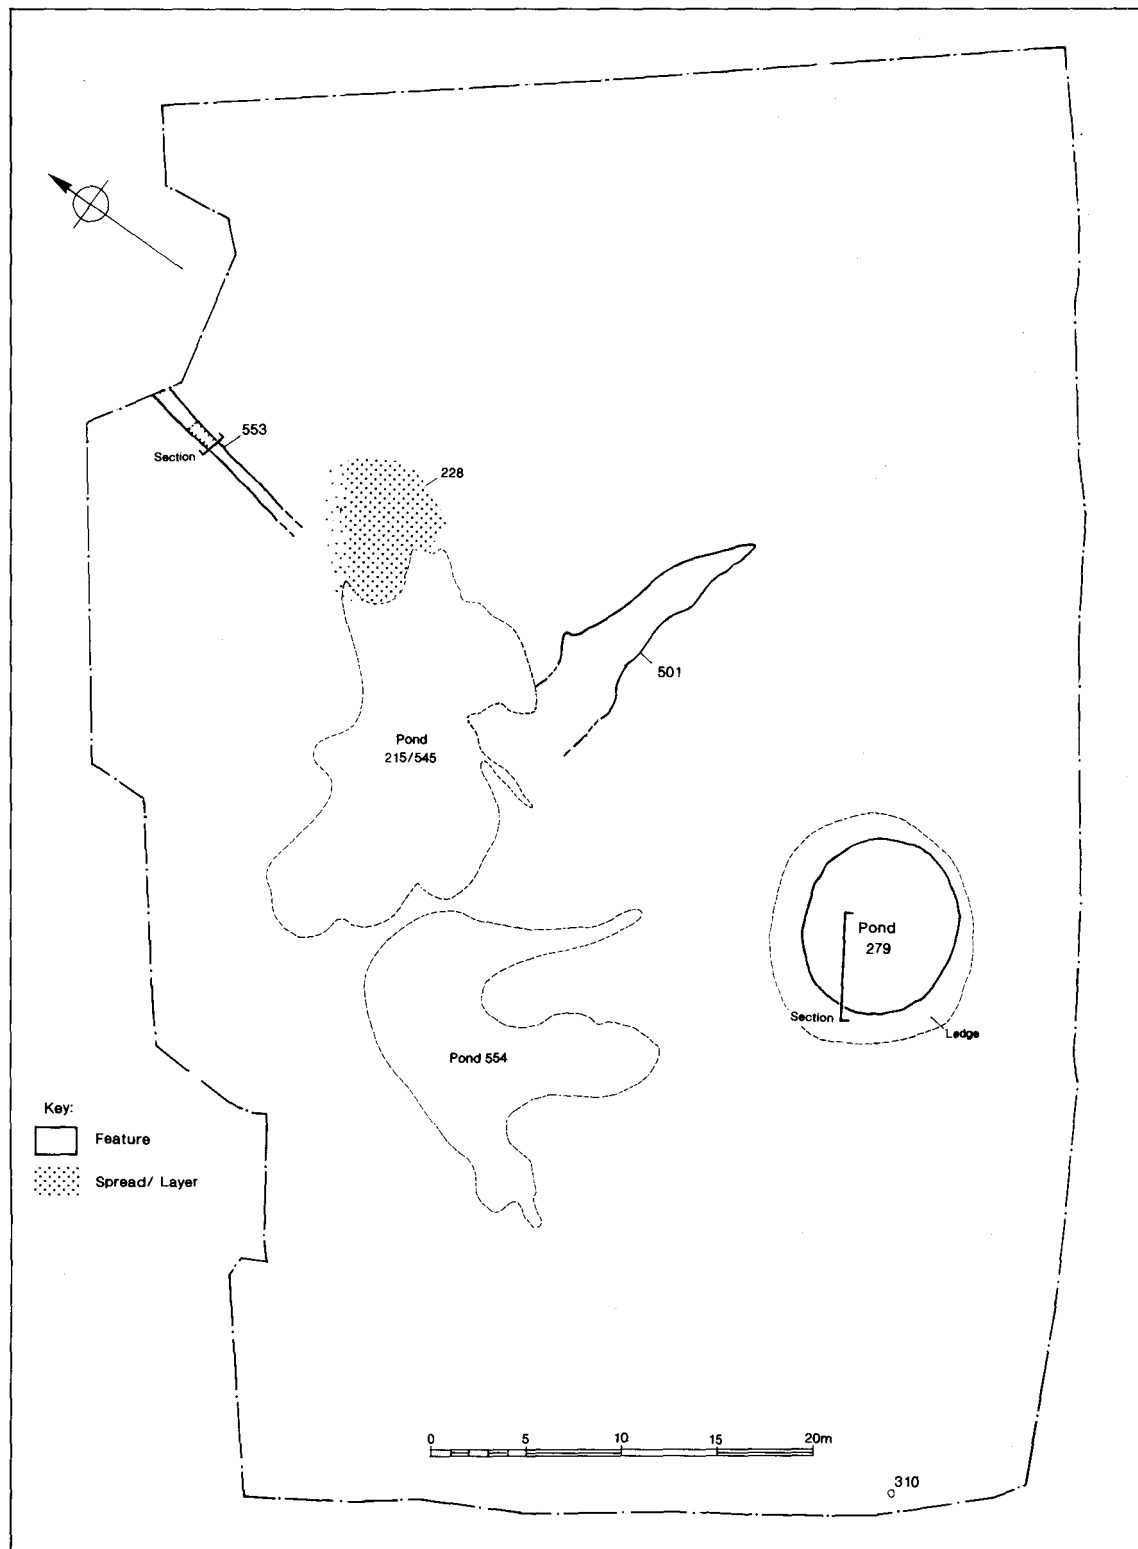 553
Section
228
501
Pond
215/545
Pond
279
Section
Ledge
Pond 554
Key:
Feature
Spread/ Layer
0 5 10 15 20m
310